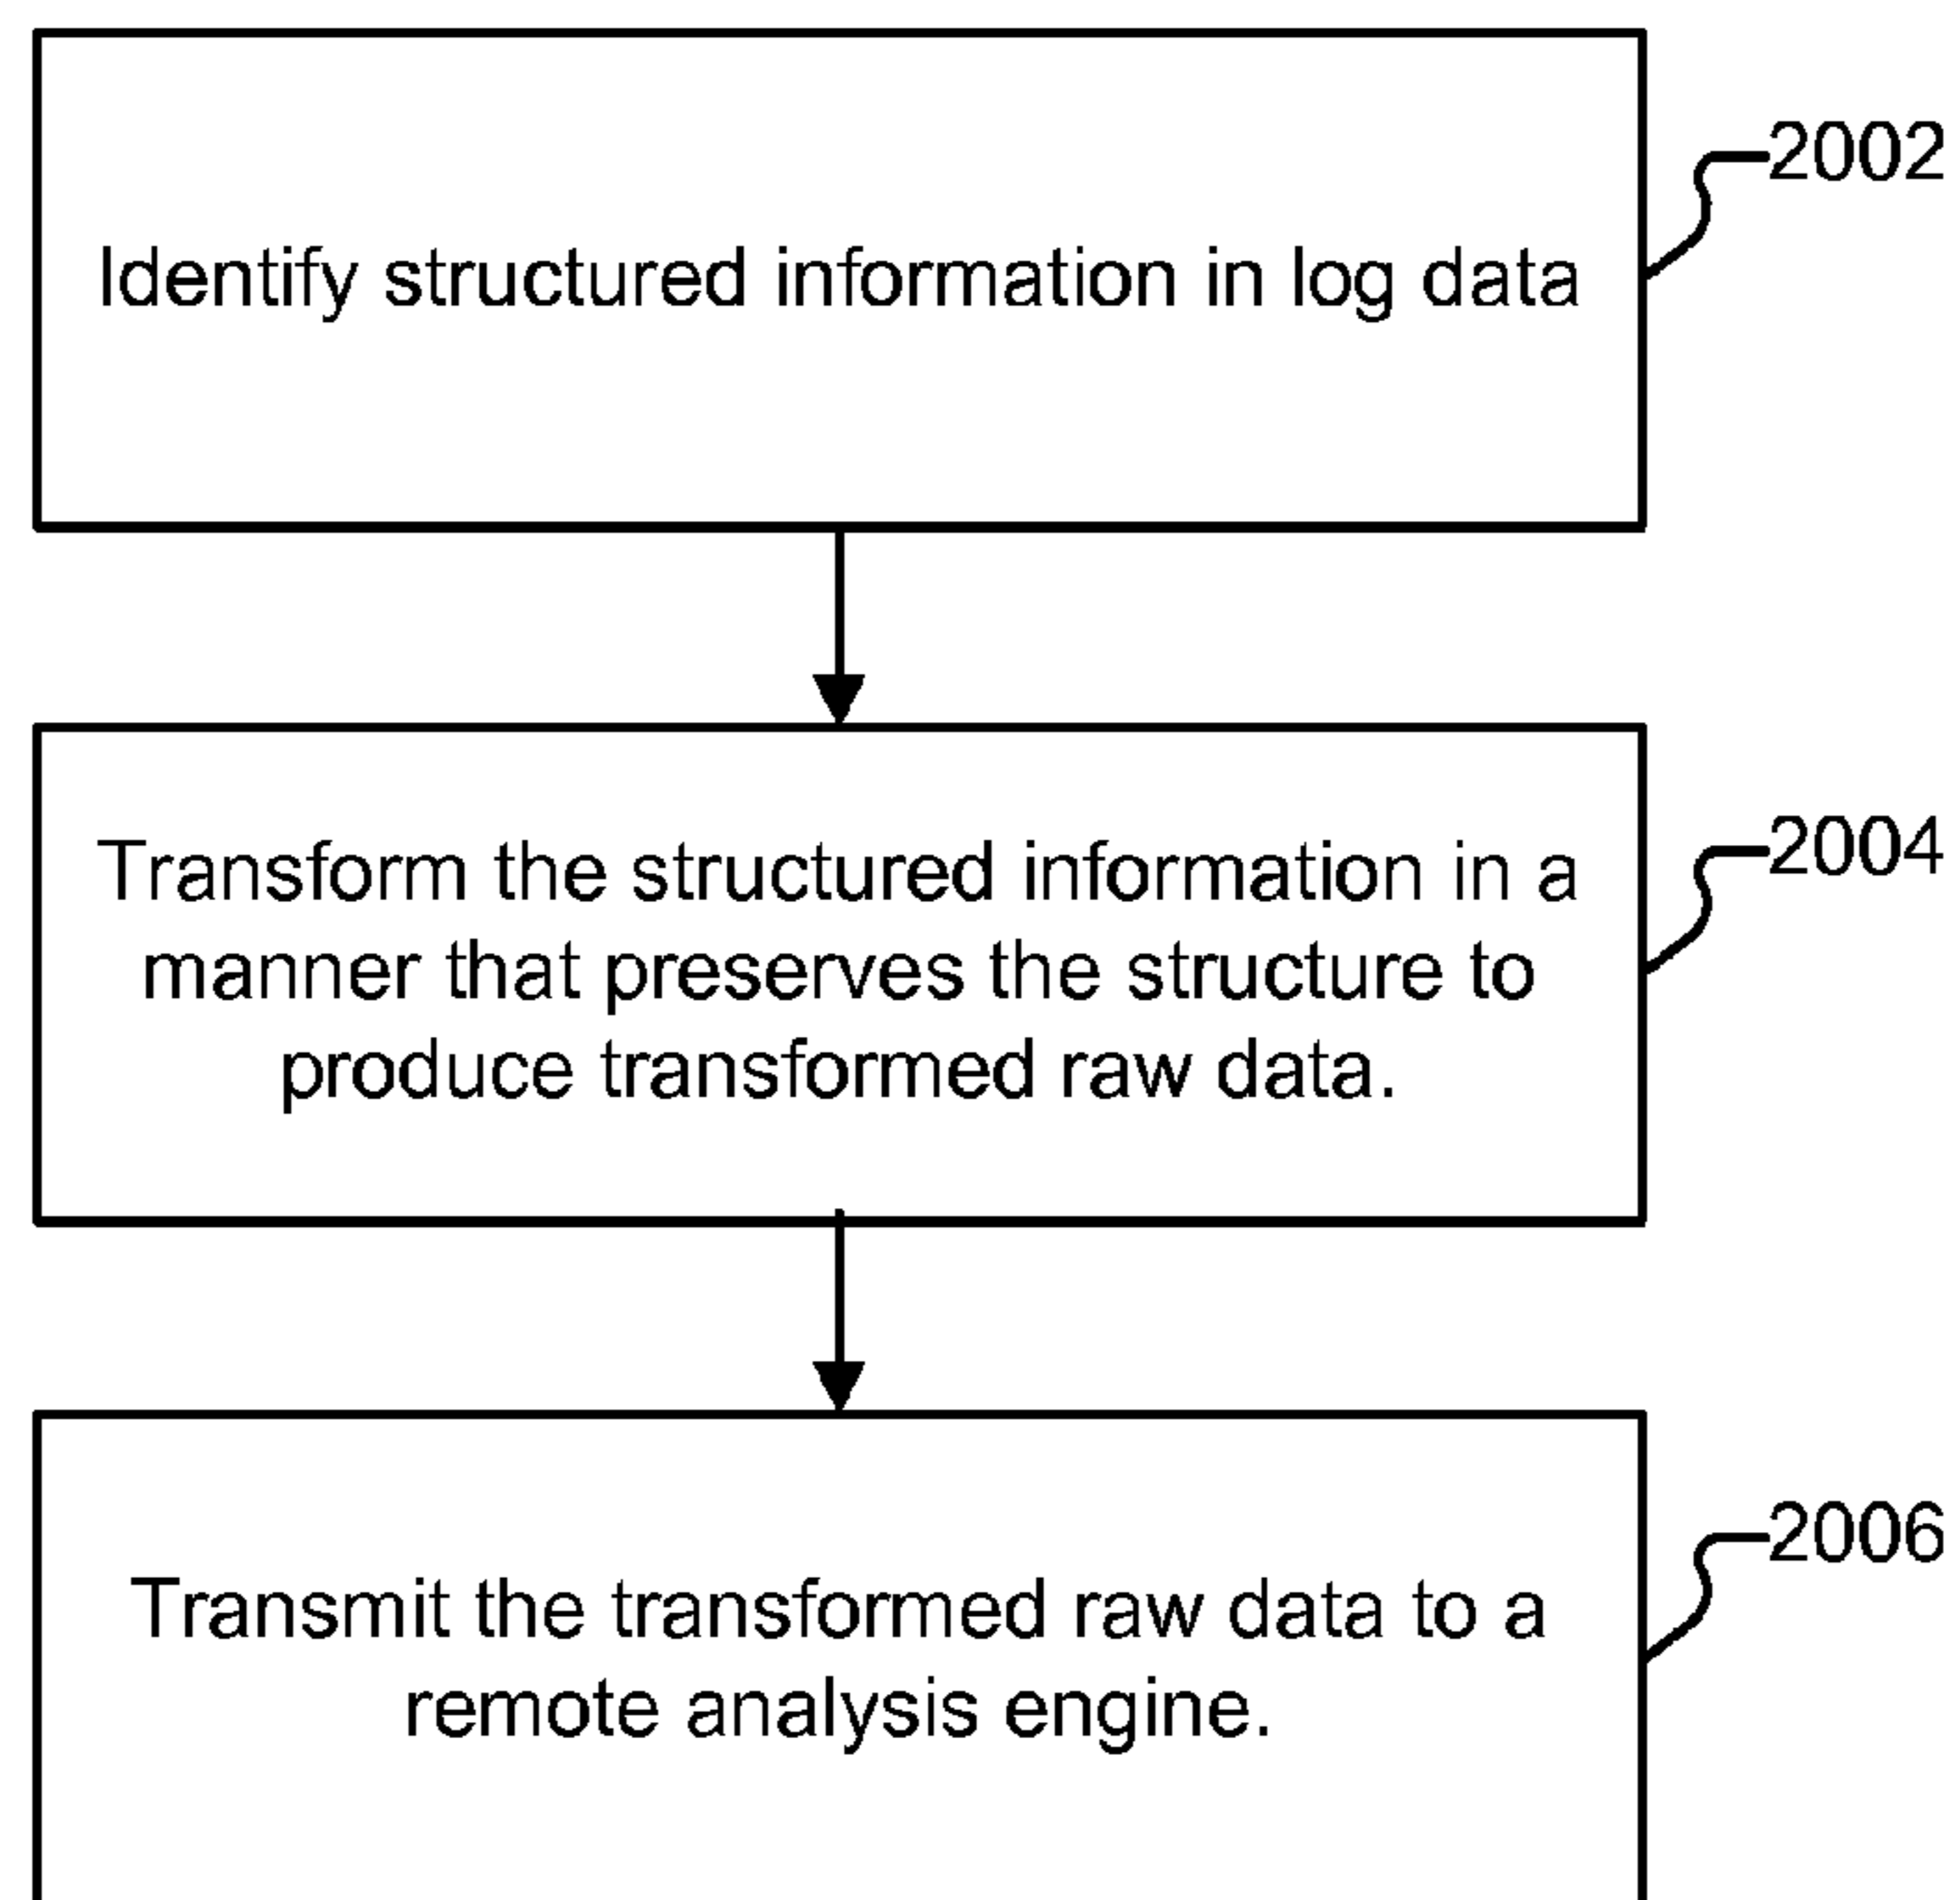 2002
Identify structured information in log data
2004
Transform the structured information in a
manner that preserves the structure to
produce transformed raw data.
2006
Transmit the transformed raw data to a
remote analysis engine.